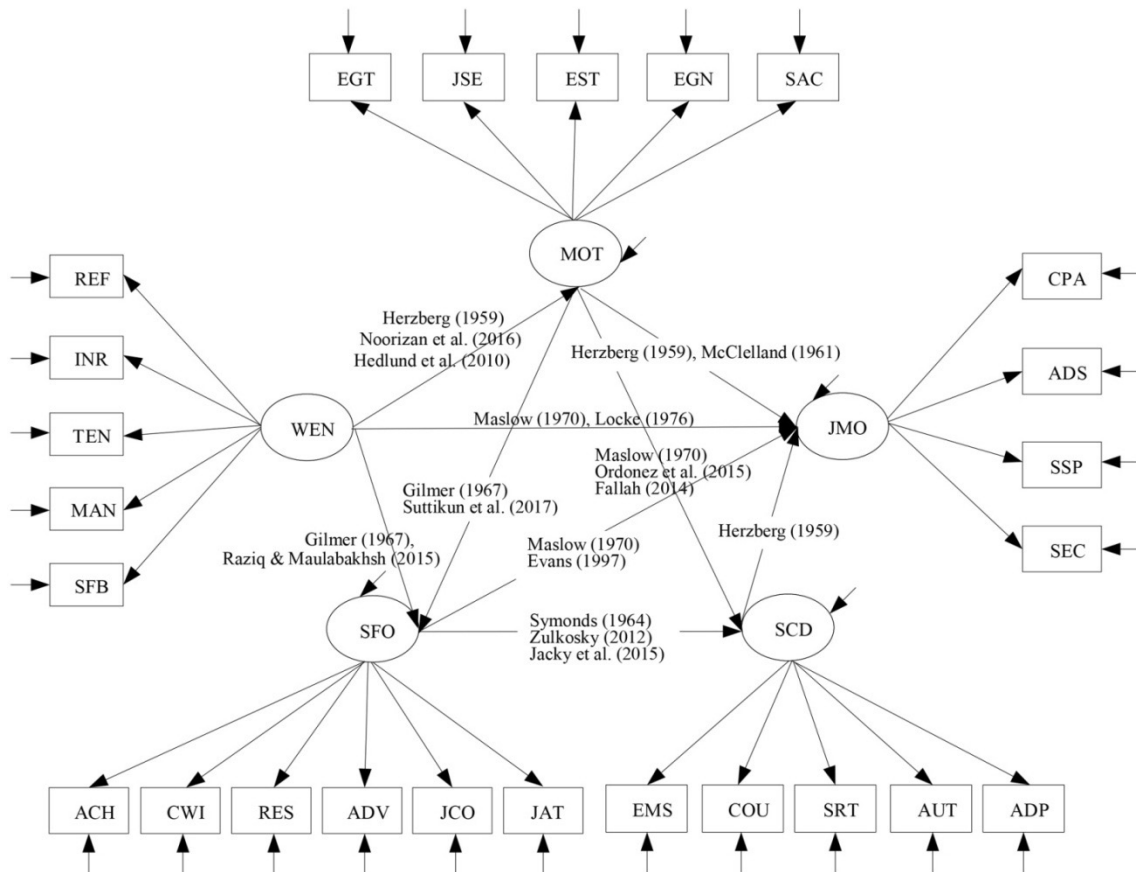 EGT
JSE
EST
EGN
SAC
MOT
REF
INR
TEN
MAN
SFB
WEN
Herzberg (1959)
Noorizan et al. (2016)
Hedlund et al. (2010)
Herzberg (1959), McClelland (1961)
CPA
ADS
SSP
SEC
JMO
Maslow (1970), Locke (1976)
Maslow (1970)
Ordonez et al. (2015)
Fallah (2014)
Gilmer (1967)
Suttikun et al. (2017)
Herzberg (1959)
Gilmer (1967),
Raziq & Maulabakhsh (2015)
Maslow (1970)
Evans (1997)
SFO
Symonds (1964)
Zulkosky (2012)
Jacky et al. (2015)
SCD
ACH
CWI
RES
ADV
JCO
JAT
EMS
COU
SRT
AUT
ADP